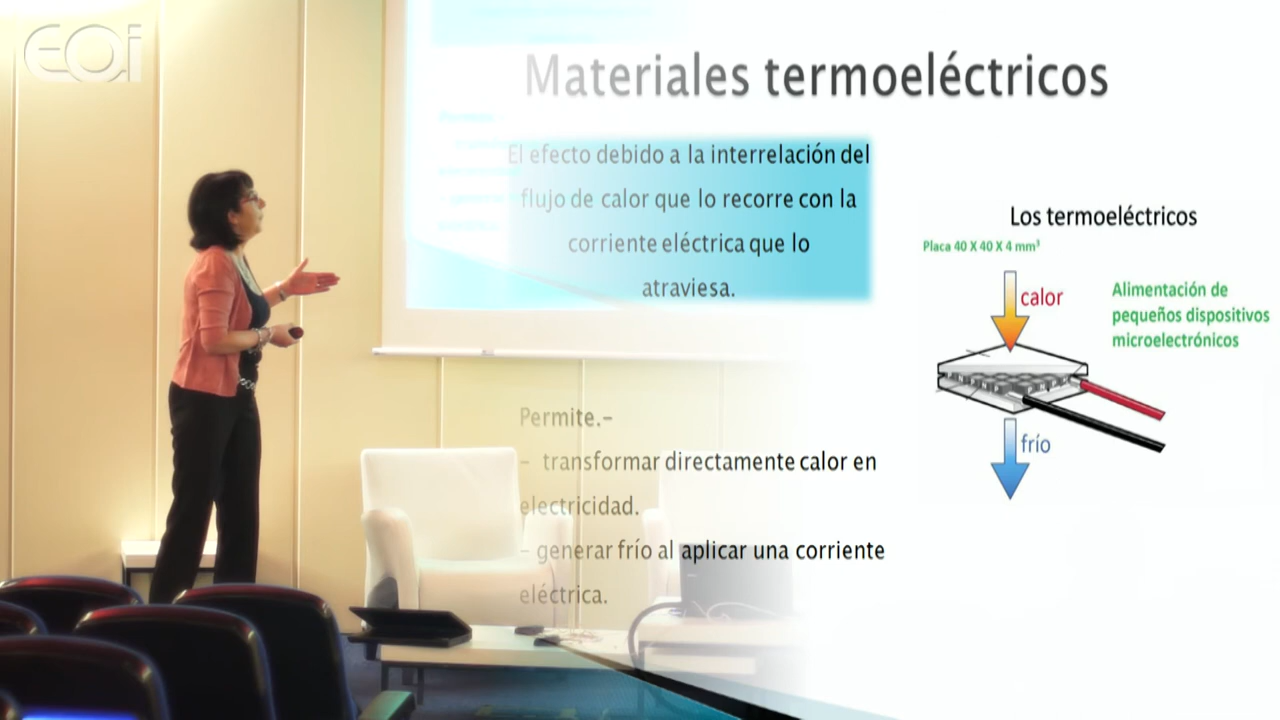 EOi
Materiales termoeléctricos
El efecto debido a la interrelación del
flujo de calor que lo recorre con la
corriente eléctrica que lo
atraviesa.
Los termoeléctricos
Placa 40 X 40 X 4 mm³
calor
Alimentación de
pequeños dispositivos
microelectrónicos
frío
Permite.-
- transformar directamente calor en
electricidad.
- generar frío al aplicar una corriente
eléctrica.